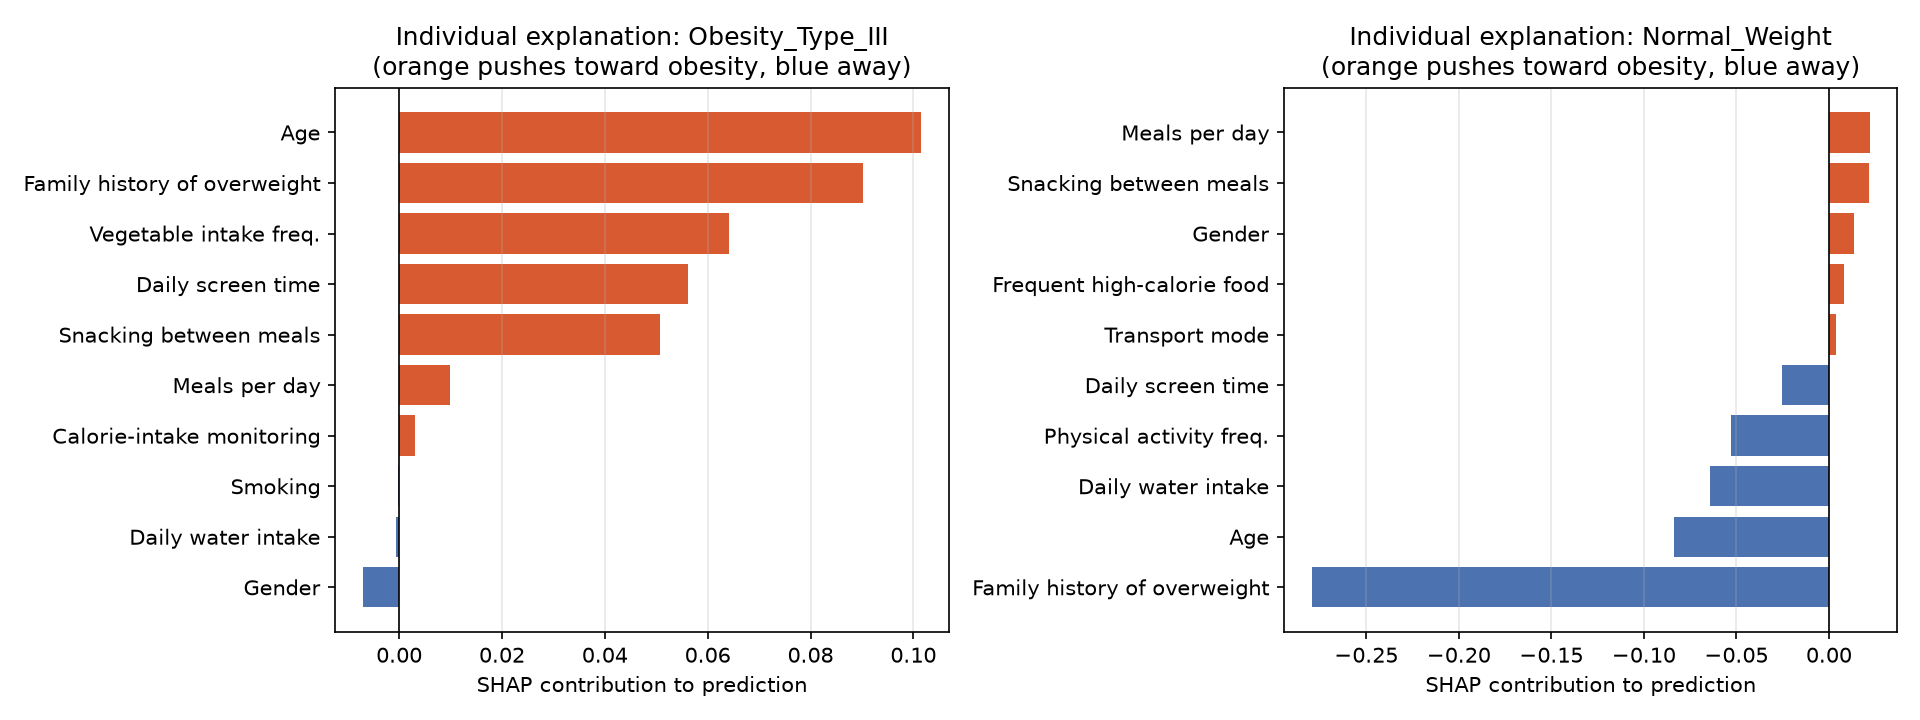 Individual explanation: Obesity_Type_III
(orange pushes toward obesity, blue away)
Age
Family history of overweight
Vegetable intake freq.
Daily screen time
Snacking between meals
Meals per day
Calorie-intake monitoring
Smoking
Daily water intake
Gender
0.00 0.02 0.04 0.06 0.08 0.10
SHAP contribution to prediction
Individual explanation: Normal_Weight
(orange pushes toward obesity, blue away)
Meals per day
Snacking between meals
Gender
Frequent high-calorie food
Transport mode
Daily screen time
Physical activity freq.
Daily water intake
Age
Family history of overweight
−0.25 −0.20 −0.15 −0.10 −0.05 0.00
SHAP contribution to prediction